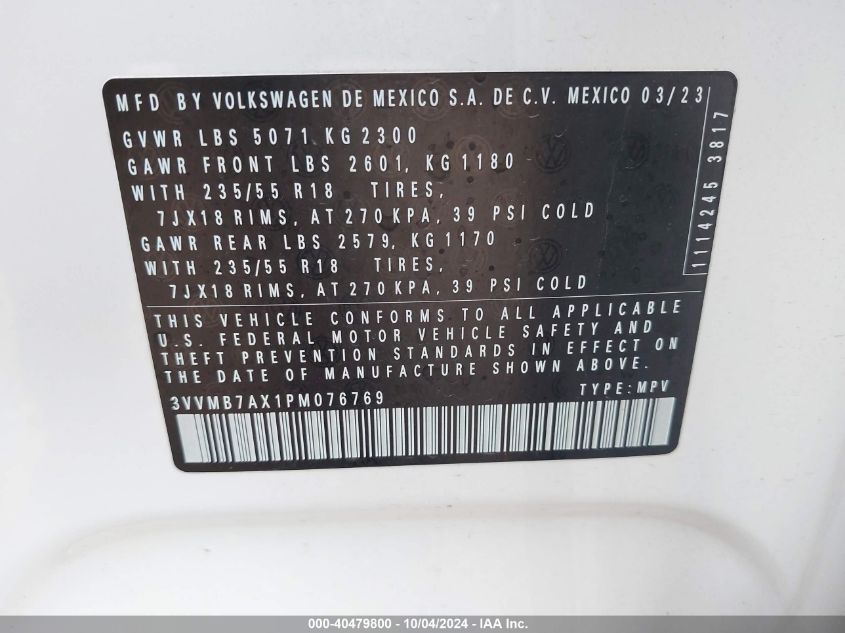 MFD BY VOLKSWAGEN DE MEXICO S.A. DE C.V. MEXICO 03/23
GVWR LBS 5071 KG 2300
GAWR FRONT LBS 2601, KG 1180
WITH 235/55 R18 TIRES,
7JX18 RIMS, AT 270 KPA, 39 PSI COLD
GAWR REAR LBS 2579, KG 1170
WITH 235/55 R18 TIRES,
7JX18 RIMS, AT 270 KPA, 39 PSI COLD
1114245 3817
THIS VEHICLE CONFORMS TO ALL APPLICABLE
U.S. FEDERAL MOTOR VEHICLE SAFETY AND
THEFT PREVENTION STANDARDS IN EFFECT ON
THE DATE OF MANUFACTURE SHOWN ABOVE.
3VVMB7AX1PM076769 TYPE:MPV
000-40479800 - 10/04/2024 - IAA Inc.